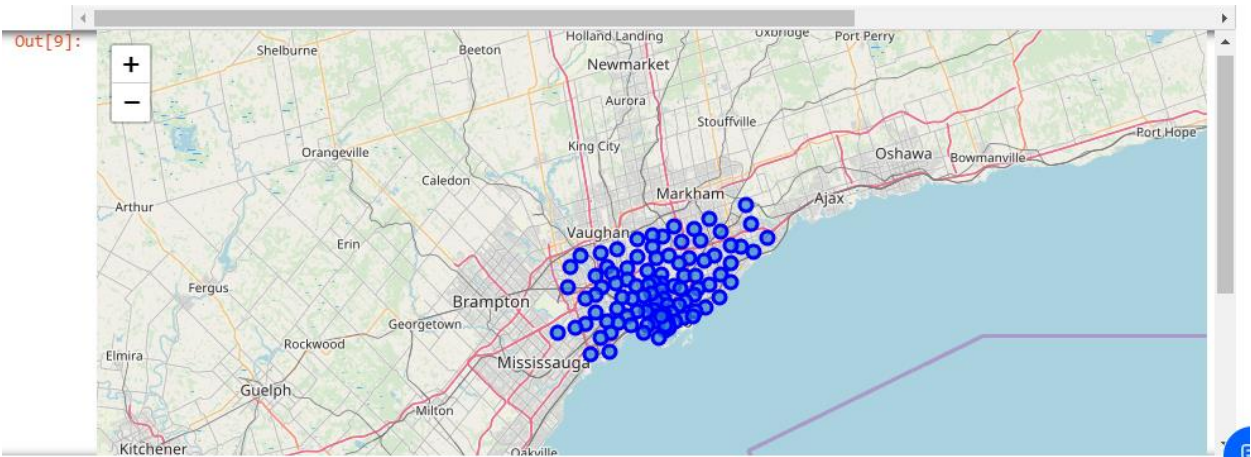 Out[9]:
+
−
Shelburne
Beeton
Holland Landing
Uxbridge
Port Perry
Newmarket
Aurora
Stouffville
King City
Orangeville
Caledon
Markham
Oshawa
Bowmanville
Port Hope
Ajax
Arthur
Vaughan
Erin
Fergus
Brampton
Georgetown
Rockwood
Elmira
Mississauga
Guelph
Milton
Kitchener
Oakville